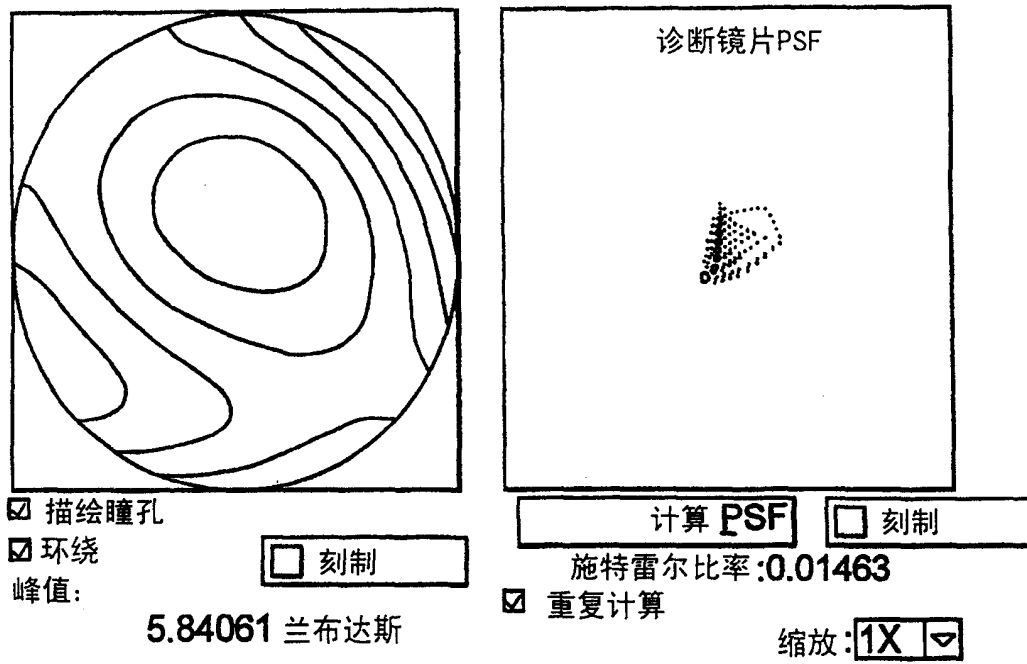 诊断镜片PSF
描绘瞳孔
环绕
刻制
峰值:
5.84061 兰布达斯
计算 PSF
刻制
施特雷尔比率:0.01463
重复计算
缩放:1X